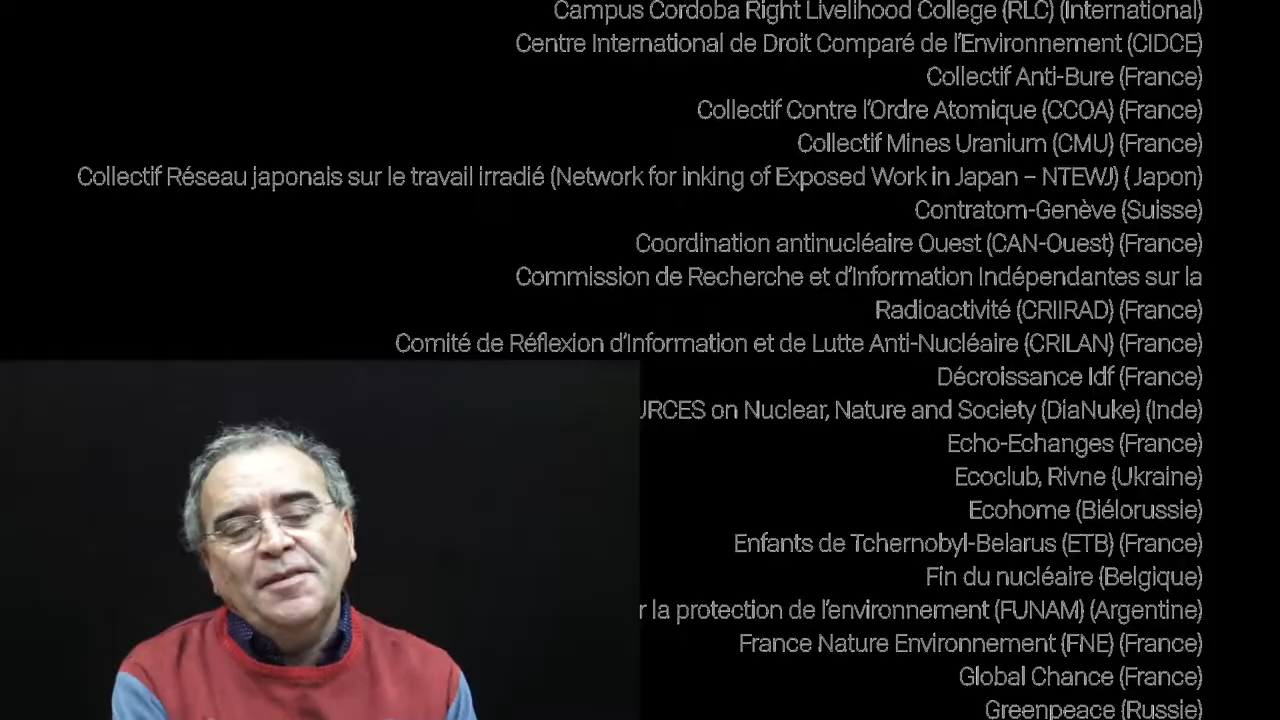 Campus Cordoba Right Livelihood College (RLC) (International)
Centre International de Droit Comparé de l'Environnement (CIDCE)
Collectif Anti-Bure (France)
Collectif Contre l'Ordre Atomique (CCOA) (France)
Collectif Mines Uranium (CMU) (France)
Collectif Réseau japonais sur le travail irradié (Network for inking of Exposed Work in Japan – NTEWJ) ( Japon)
Contratom-Genève (Suisse)
Coordination antinucléaire Ouest (CAN-Ouest) (France)
Commission de Recherche et d'Information Indépendantes sur la
Radioactivité (CRIIRAD) (France)
Comité de Réflexion d'Information et de Lutte Anti-Nucléaire (CRILAN) (France)
Décroissance Idf (France)
URCES on Nuclear, Nature and Society (DiaNuke) (Inde)
Echo-Echanges (France)
Ecoclub, Rivne (Ukraine)
Ecohome (Biélorussie)
Enfants de Tchernobyl-Belarus (ETB) (France)
Fin du nucléaire (Belgique)
r la protection de l'environnement (FUNAM) (Argentine)
France Nature Environnement (FNE) (France)
Global Chance (France)
Greenpeace (Russie)